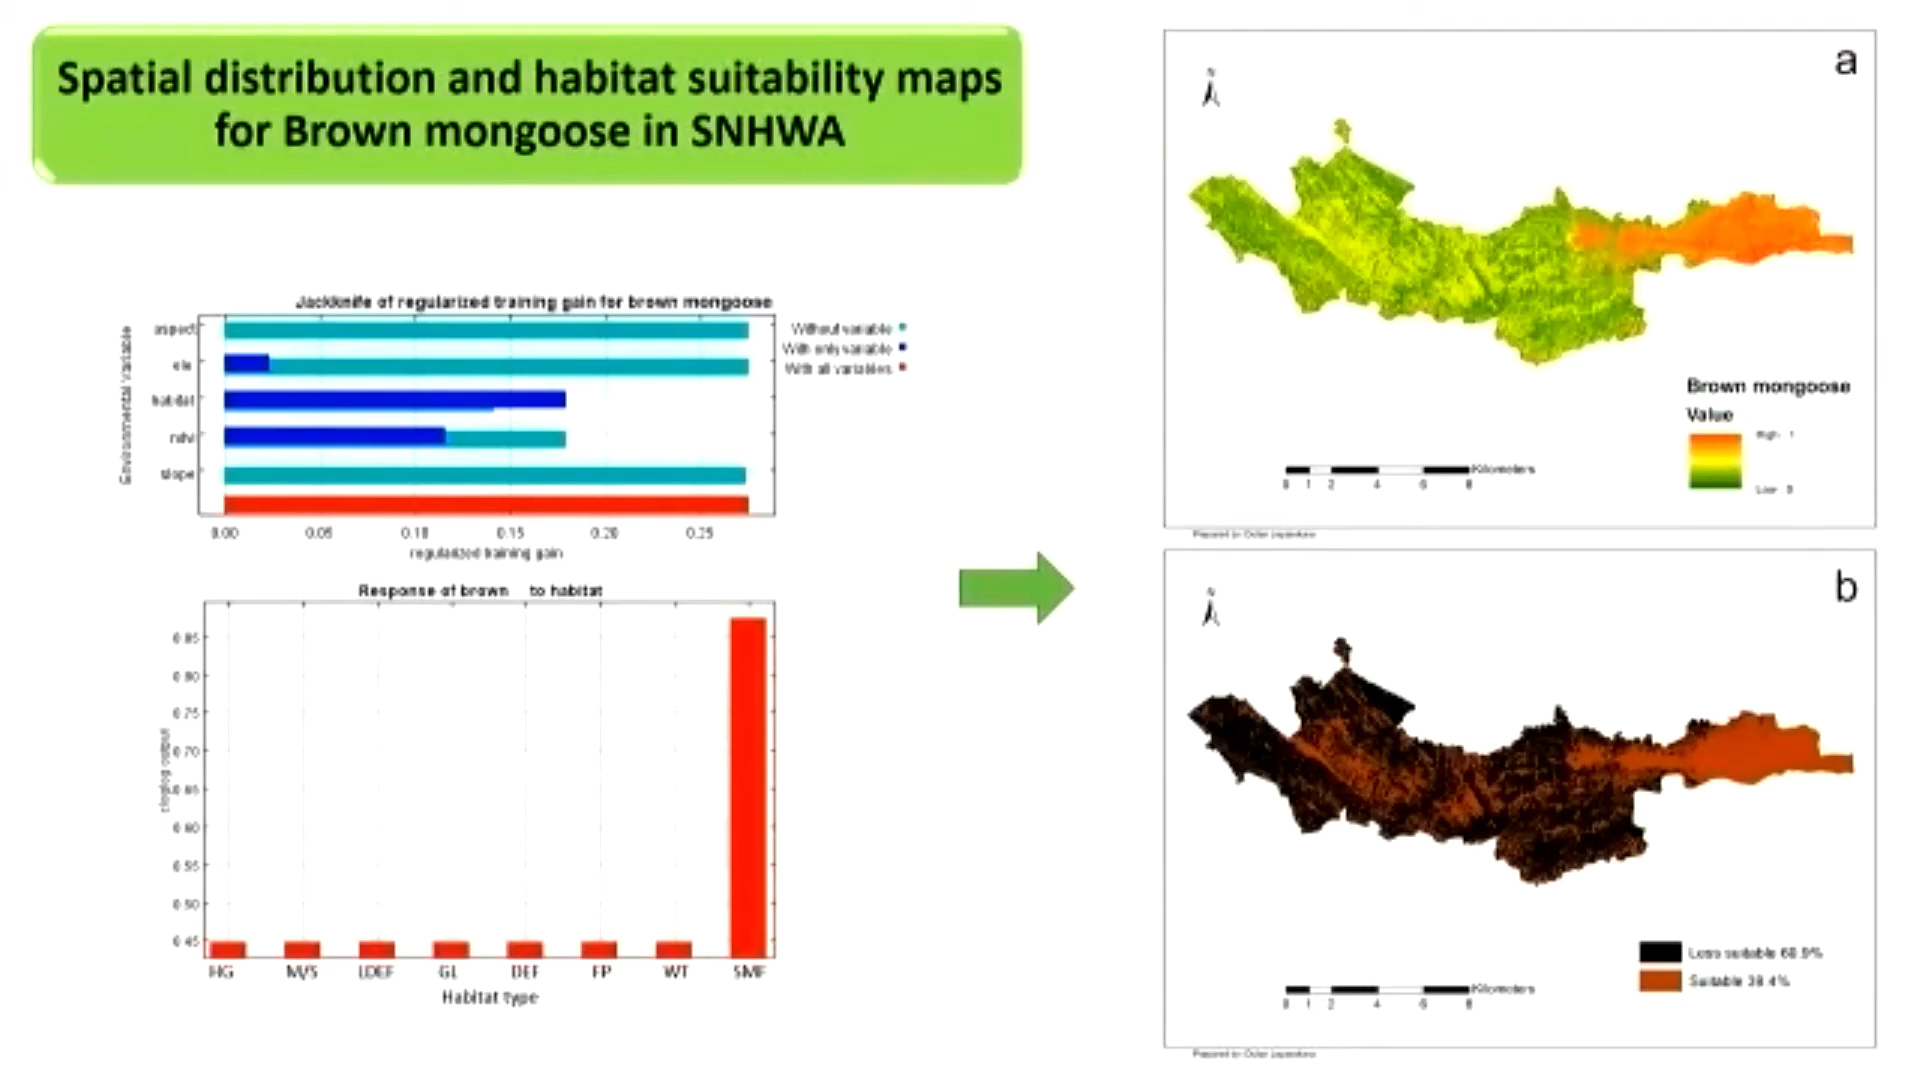 Spatial distribution and habitat suitability maps
for Brown mongoose in SNHWA
Jackknife of regularized training gain for brown mongoose
Environmental Variable
aspect
ele
habitat
ndvi
slope
Without variable
With only variable
With all variables
0.00 0.05 0.10 0.15 0.20 0.25
regularized training gain
Response of brown to habitat
cloglog output
0.85
0.80
0.75
0.70
0.65
0.60
0.55
0.50
0.45
HG M/S LDEF GL DEF FP WT SMF
Habitat type
a
N
Brown mongoose
Value
High : 1
Low : 0
Kilometers
0 1 2 4 6 8
Prepared by
b
N
Less suitable
Suitable 38.4%
Kilometers
0 1 2 4 6 8
Prepared by